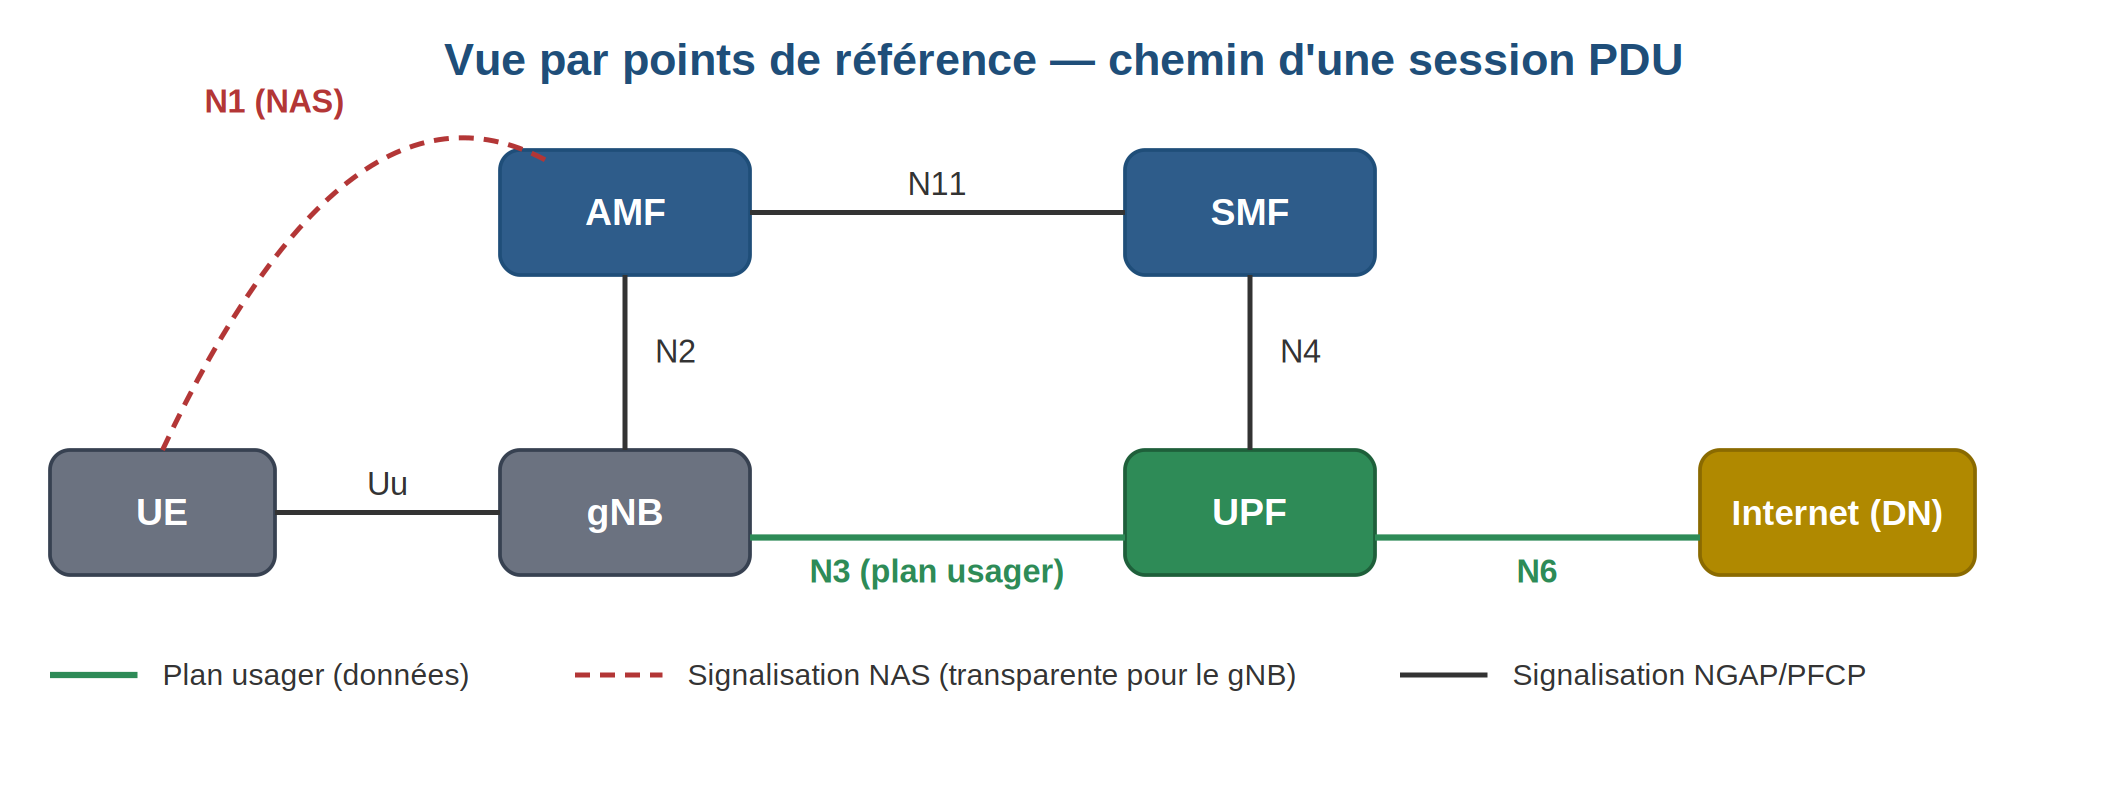 Vue par points de référence — chemin d'une session PDU
N1 (NAS)
AMF
N11
SMF
N2
N4
UE
Uu
gNB
N3 (plan usager)
UPF
N6
Internet (DN)
Plan usager (données)
Signalisation NAS (transparente pour le gNB)
Signalisation NGAP/PFCP